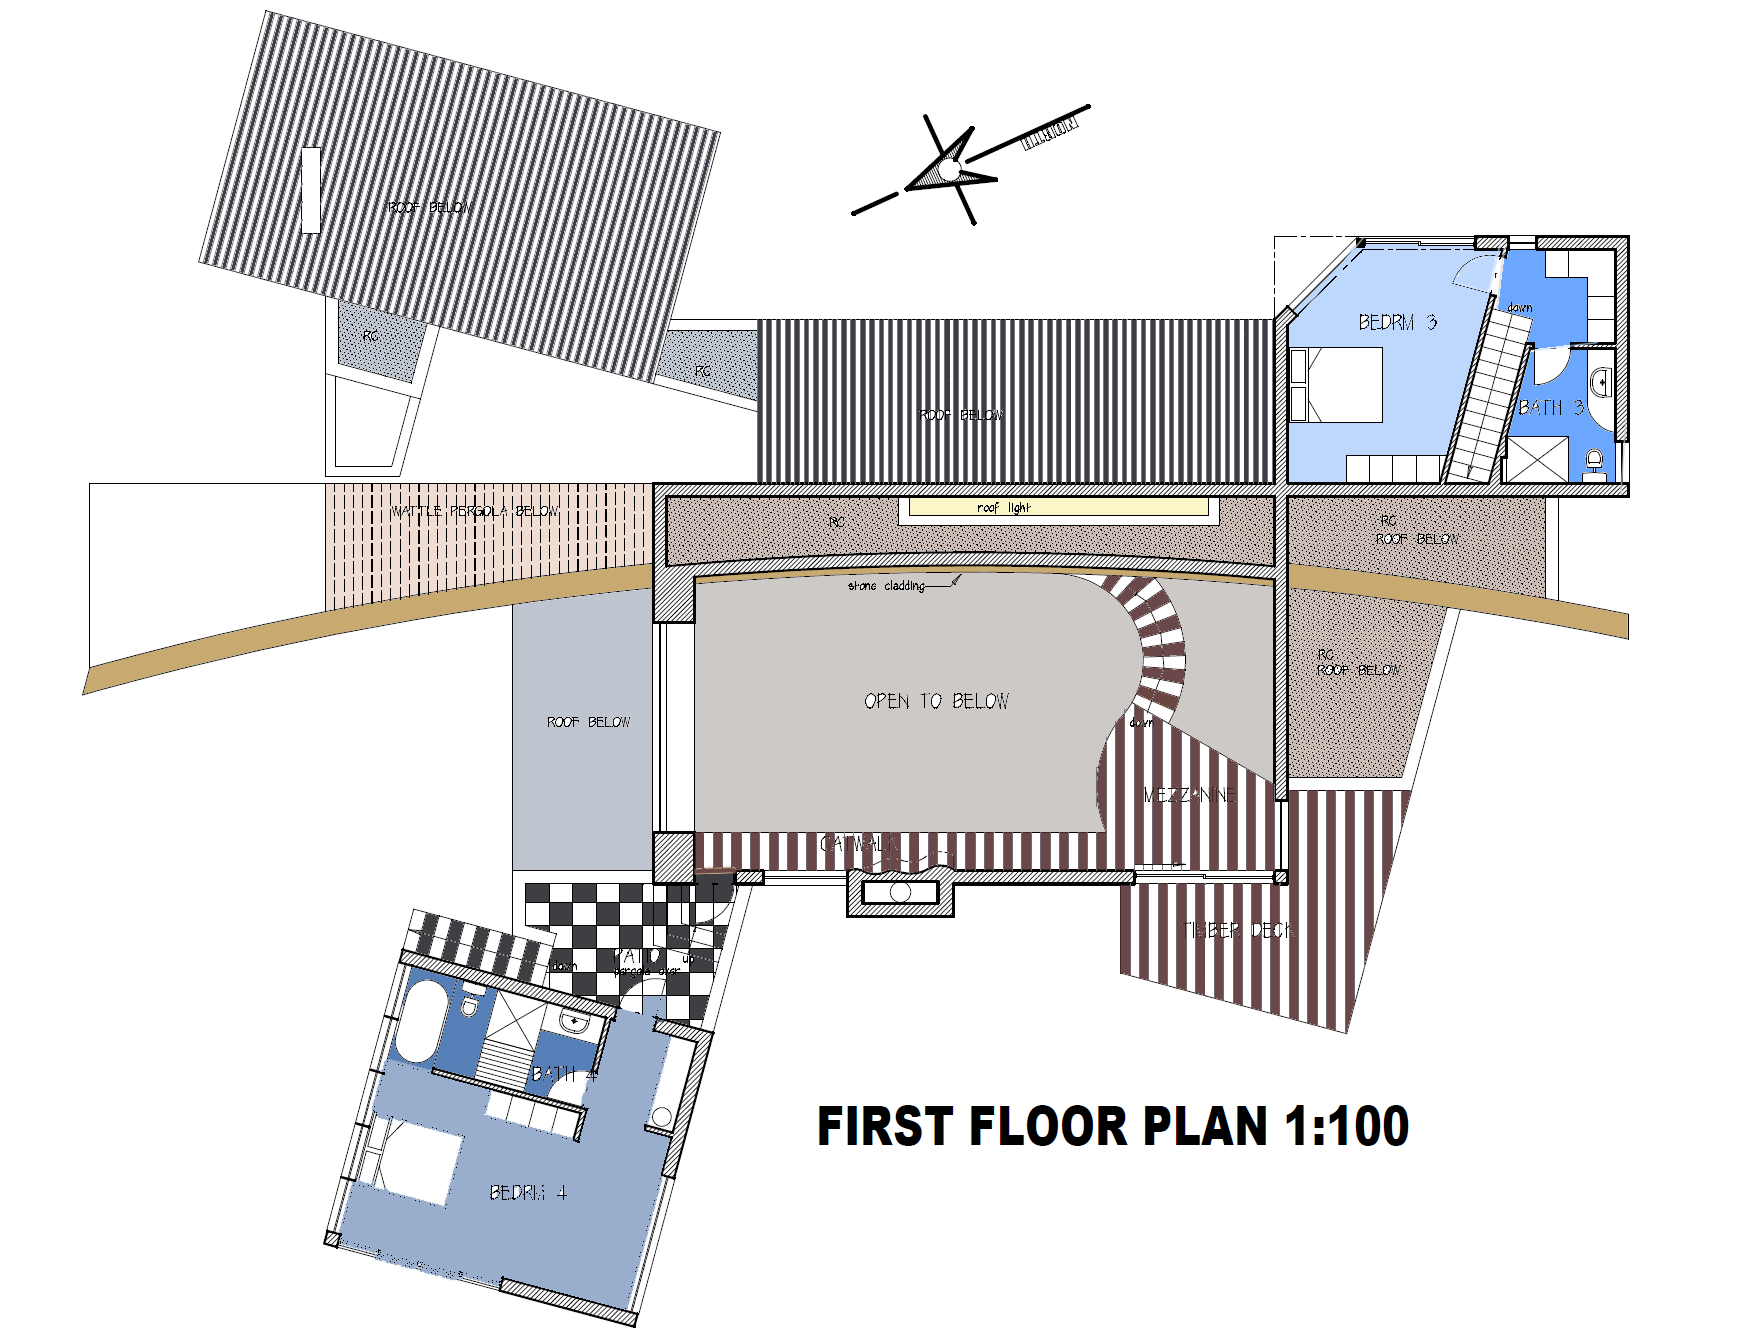 NORTH
ROOF BELOW
down
BEDRM 3
RC
RC
BATH 3
ROOF BELOW
WATTLE PERGOLA BELOW
roof light
RC
RC
ROOF BELOW
stone cladding
RC
ROOF BELOW
OPEN TO BELOW
ROOF BELOW
down
MEZZANINE
CATWALK
TIMBER DECK
PATIO
up
down
pergola over
BATH 4
FIRST FLOOR PLAN 1:100
BEDRM 4